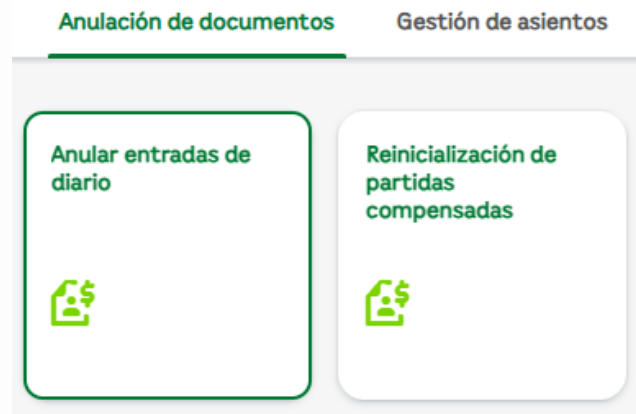 Anulación de documentos
Gestión de asientos
Anular entradas de
diario
Reinicialización de
partidas
compensadas